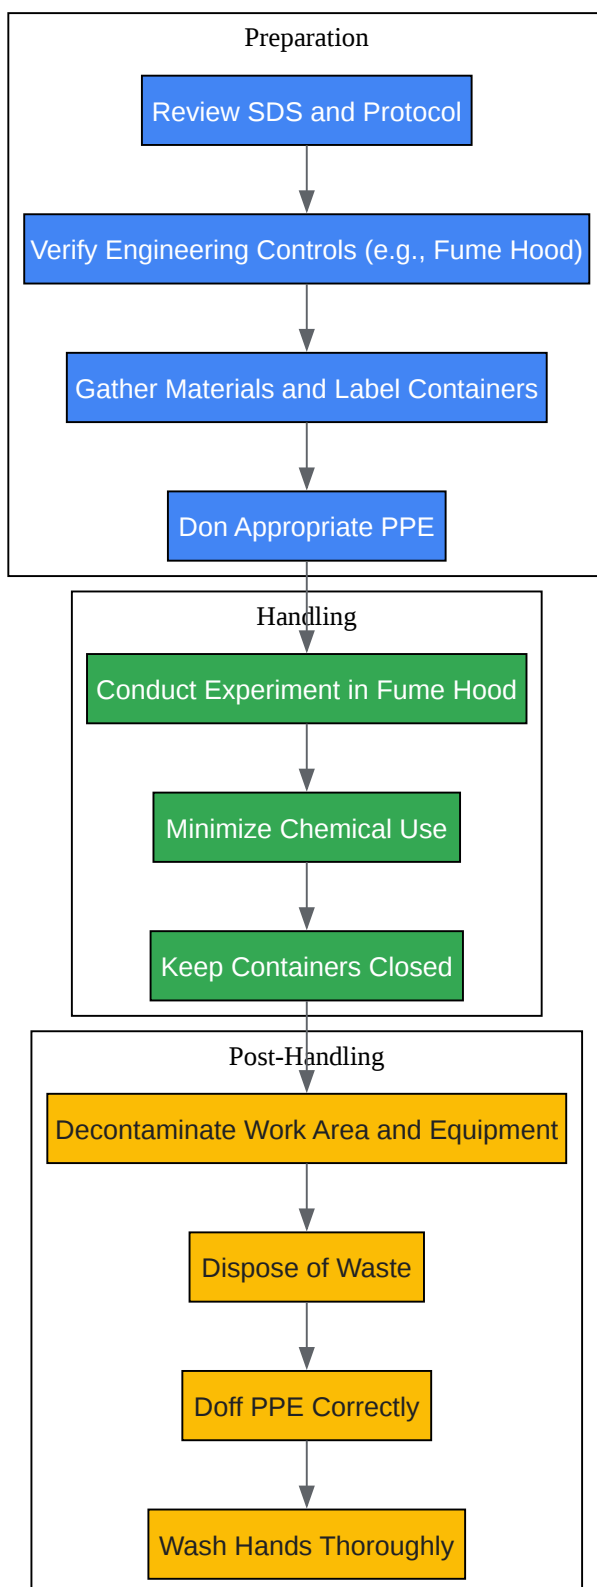 Preparation
Review SDS and Protocol
Verify Engineering Controls (e.g., Fume Hood)
Gather Materials and Label Containers
Don Appropriate PPE
Handling
Conduct Experiment in Fume Hood
Minimize Chemical Use
Keep Containers Closed
Post-Handling
Decontaminate Work Area and Equipment
Dispose of Waste
Doff PPE Correctly
Wash Hands Thoroughly